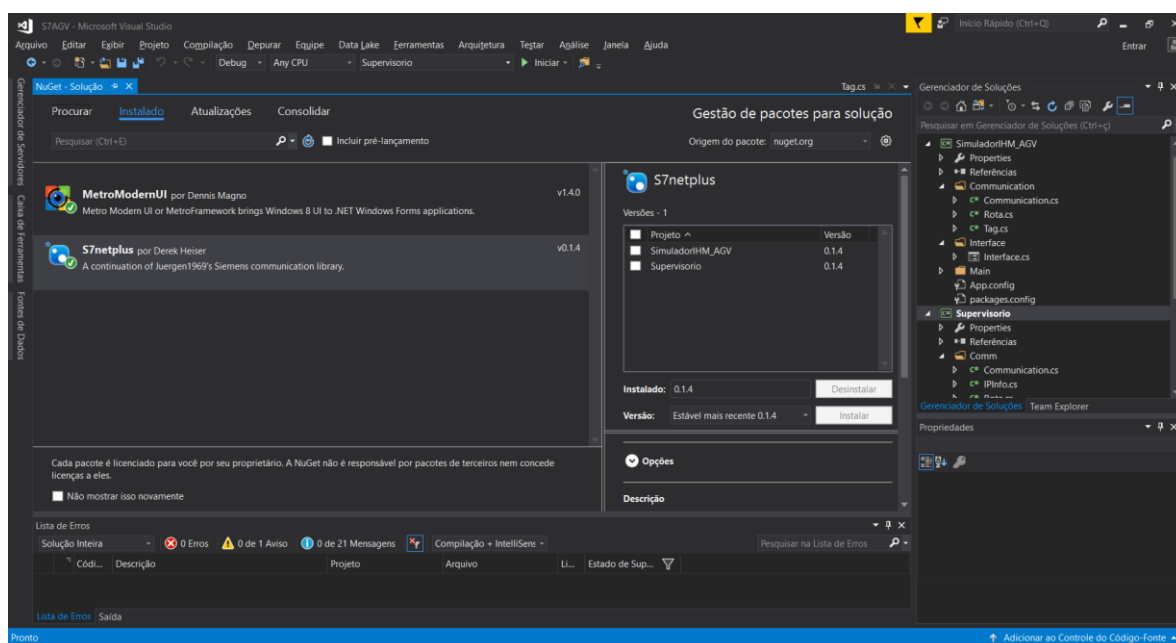 S7AGV - Microsoft Visual Studio
Início Rápido (Ctrl+Q)
Arquivo Editar Exibir Projeto Compilação Depurar Equipe Data Lake Ferramentas Arquitetura Testar Análise Janela Ajuda
Entrar
Debug Any CPU Supervisorio Iniciar
Gerenciador de Servidores
Caixa de Ferramentas
Fontes de Dados
NuGet - Solução
Tag.cs
Procurar Instalado Atualizações Consolidar
Gestão de pacotes para solução
Pesquisar (Ctrl+E)
Incluir pré-lançamento
Origem do pacote: nuget.org
MetroModernUI por Dennis Magno
v1.4.0
Metro Modern UI or MetroFramework brings Windows 8 UI to .NET Windows Forms applications.
S7netplus por Derek Heiser
v0.1.4
A continuation of Juergen1969's Siemens communication library.
Cada pacote é licenciado para você por seu proprietário. A NuGet não é responsável por pacotes de terceiros nem concede
licenças a eles.
Não mostrar isso novamente
S7netplus
Versões - 1
Projeto Versão
SimuladorIHM_AGV 0.1.4
Supervisorio 0.1.4
Instalado: 0.1.4 Desinstalar
Versão: Estável mais recente 0.1.4 Instalar
Opções
Descrição
Gerenciador de Soluções
Pesquisar em Gerenciador de Soluções (Ctrl+ç)
C# SimuladorIHM_AGV
Properties
Referências
Communication
C# Communication.cs
C# Rota.cs
C# Tag.cs
Interface
Interface.cs
Main
App.config
packages.config
C# Supervisorio
Properties
Referências
Comm
C# Communication.cs
C# IPInfo.cs
Gerenciador de Soluções Team Explorer
Propriedades
Lista de Erros
Solução Inteira 0 Erros 0 de 1 Aviso 0 de 21 Mensagens Compilação + IntelliSens
Pesquisar na Lista de Erros
Códi... Descrição Projeto Arquivo Li... Estado de Sup...
Lista de Erros Saída
Pronto
Adicionar ao Controle do Código-Fonte